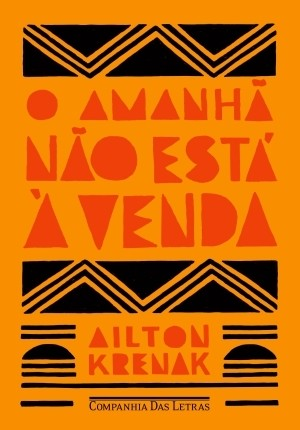 O AMANHÃ
NÃO ESTÁ
À VENDA
AILTON
KRENAK
COMPANHIA DAS LETRAS